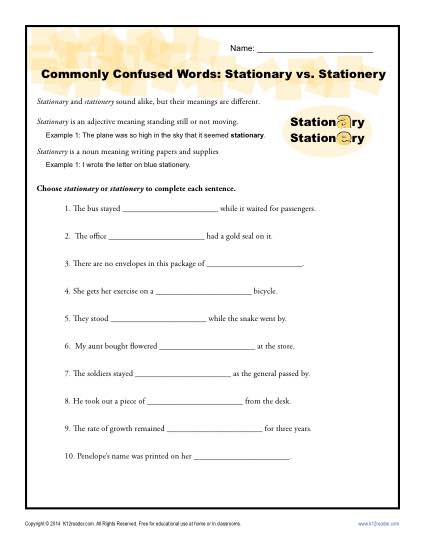 Name: ____________________________
Commonly Confused Words: Stationary vs. Stationery
Stationary and stationery sound alike, but their meanings are different.
Stationary is an adjective meaning standing still or not moving.
Example 1: The plane was so high in the sky that it seemed stationary.
Stationery is a noun meaning writing papers and supplies
Example 1: I wrote the letter on blue stationery.
Stationary
Stationery
Choose stationary or stationery to complete each sentence.
1. The bus stayed ______________________ while it waited for passengers.
2. The office ______________________ had a gold seal on it.
3. There are no envelopes in this package of ______________________.
4. She gets her exercise on a ______________________ bicycle.
5. They stood ______________________ while the snake went by.
6. My aunt bought flowered ______________________ at the store.
7. The soldiers stayed ______________________ as the general passed by.
8. He took out a piece of ______________________ from the desk.
9. The rate of growth remained ______________________ for three years.
10. Penelope's name was printed on her ______________________.
Copyright © 2014 K12reader.com. All Rights Reserved. Free for educational use at home or in classrooms.
www.k12reader.com